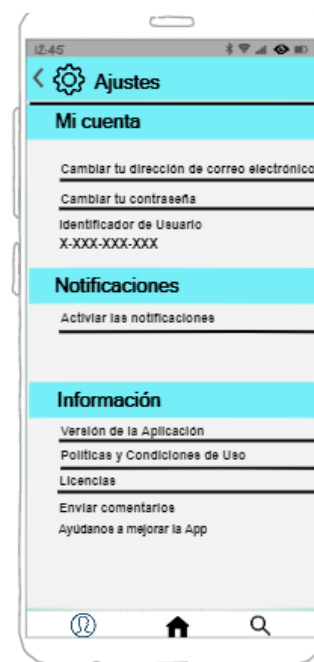 12:45
Ajustes
Mi cuenta
Cambiar tu dirección de correo electrónico
Cambiar tu contraseña
Identificador de Usuario
X-XXX-XXX-XXX
Notificaciones
Activiar las notificaciones
Información
Versión de la Aplicación
Políticas y Condiciones de Uso
Licencias
Enviar comentarios
Ayúdanos a mejorar la App